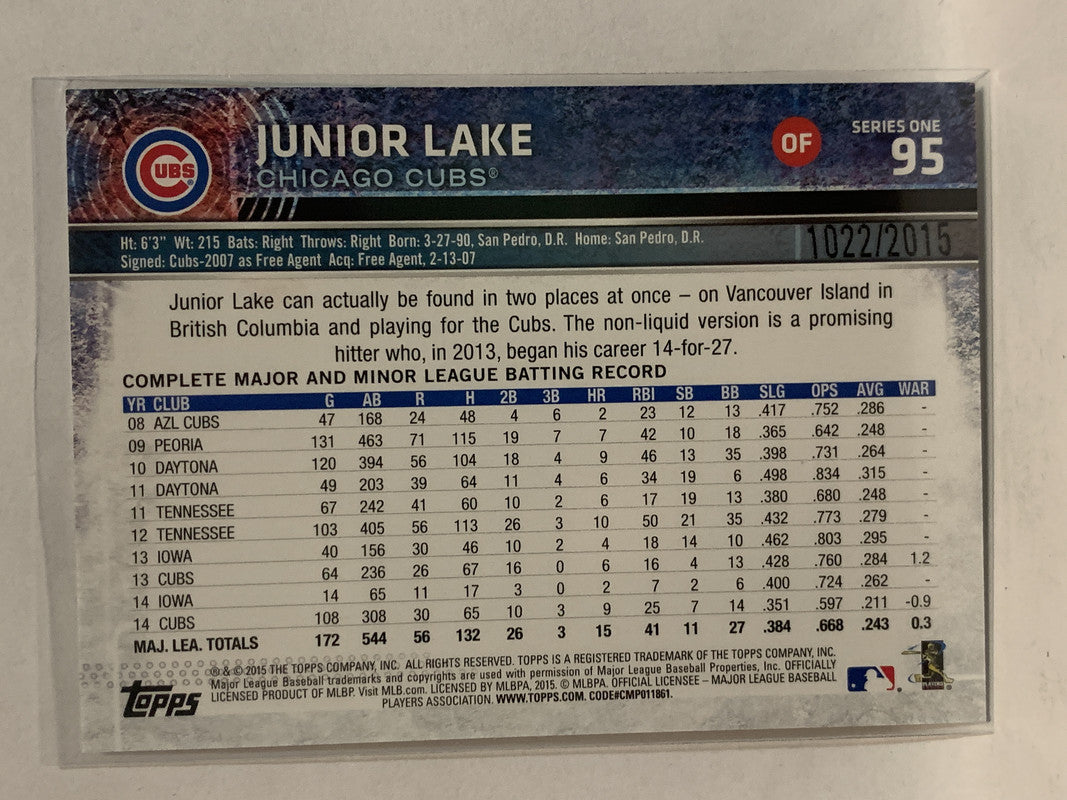 CUBS
JUNIOR LAKE
CHICAGO CUBS®
OF
SERIES ONE
95
Ht: 6'3" Wt: 215 Bats: Right Throws: Right Born: 3-27-90, San Pedro, D.R. Home: San Pedro, D.R.
Signed: Cubs-2007 as Free Agent Acq: Free Agent, 2-13-07
1022/2015
Junior Lake can actually be found in two places at once – on Vancouver Island in
British Columbia and playing for the Cubs. The non-liquid version is a promising
hitter who, in 2013, began his career 14-for-27.
COMPLETE MAJOR AND MINOR LEAGUE BATTING RECORD
YR CLUB G AB R H 2B 3B HR RBI SB BB SLG OPS AVG WAR
08 AZL CUBS 47 168 24 48 4 6 2 23 12 13 .417 .752 .286 -
09 PEORIA 131 463 71 115 19 7 7 42 10 18 .365 .642 .248 -
10 DAYTONA 120 394 56 104 18 4 9 46 13 35 .398 .731 .264 -
11 DAYTONA 49 203 39 64 11 4 6 34 19 6 .498 .834 .315 -
11 TENNESSEE 67 242 41 60 10 2 6 17 19 13 .380 .680 .248 -
12 TENNESSEE 103 405 56 113 26 3 10 50 21 35 .432 .773 .279 -
13 IOWA 40 156 30 46 10 2 4 18 14 10 .462 .803 .295 -
13 CUBS 64 236 26 67 16 0 6 16 4 13 .428 .760 .284 1.2
14 IOWA 14 65 11 17 3 0 2 7 2 6 .400 .724 .262 -
14 CUBS 108 308 30 65 10 3 9 25 7 14 .351 .597 .211 -0.9
MAJ. LEA. TOTALS 172 544 56 132 26 3 15 41 11 27 .384 .668 .243 0.3
® & © 2015 THE TOPPS COMPANY, INC. ALL RIGHTS RESERVED. TOPPS IS A REGISTERED TRADEMARK OF THE TOPPS COMPANY, INC.
Major League Baseball trademarks and copyrights are used with permission of Major League Baseball Properties, Inc. OFFICIALLY
LICENSED PRODUCT OF MLBP. Visit MLB.com. LICENSED BY MLBPA, 2015. © MLBPA. OFFICIAL LICENSEE – MAJOR LEAGUE BASEBALL
PLAYERS ASSOCIATION. WWW.TOPPS.COM. CODE#CMP011861.
Topps